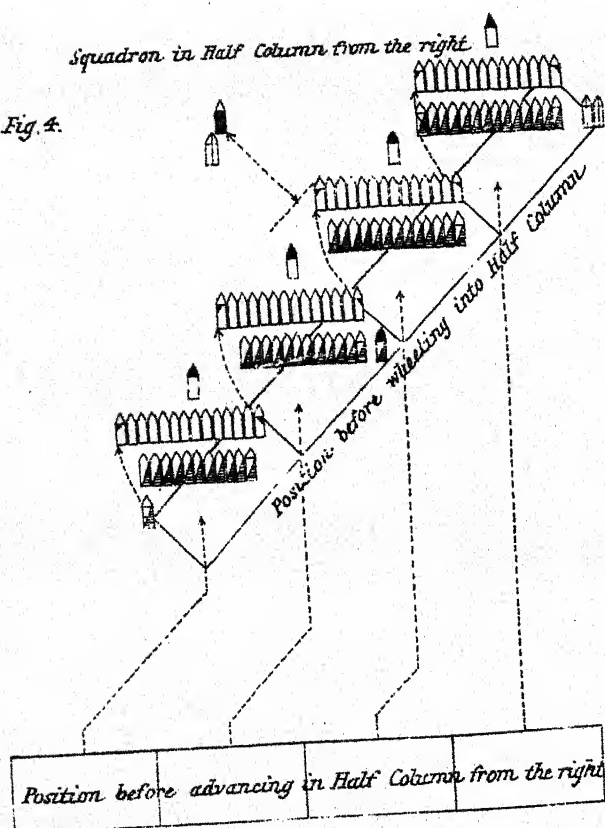 Squadron in Half Column from the right
Fig. 4.
Position before wheeling into Half Column
Position before advancing in Half Column from the right